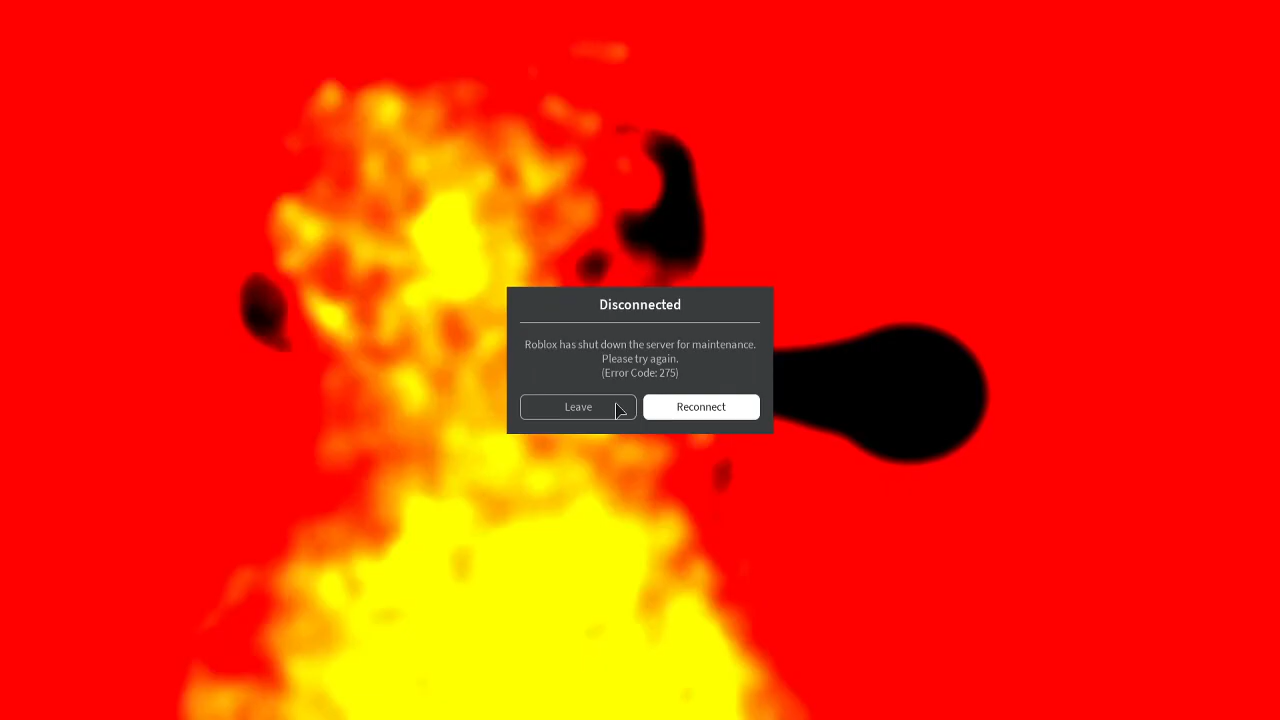 Disconnected
Roblox has shut down the server for maintenance.
Please try again.
(Error Code: 275)
Leave
Reconnect